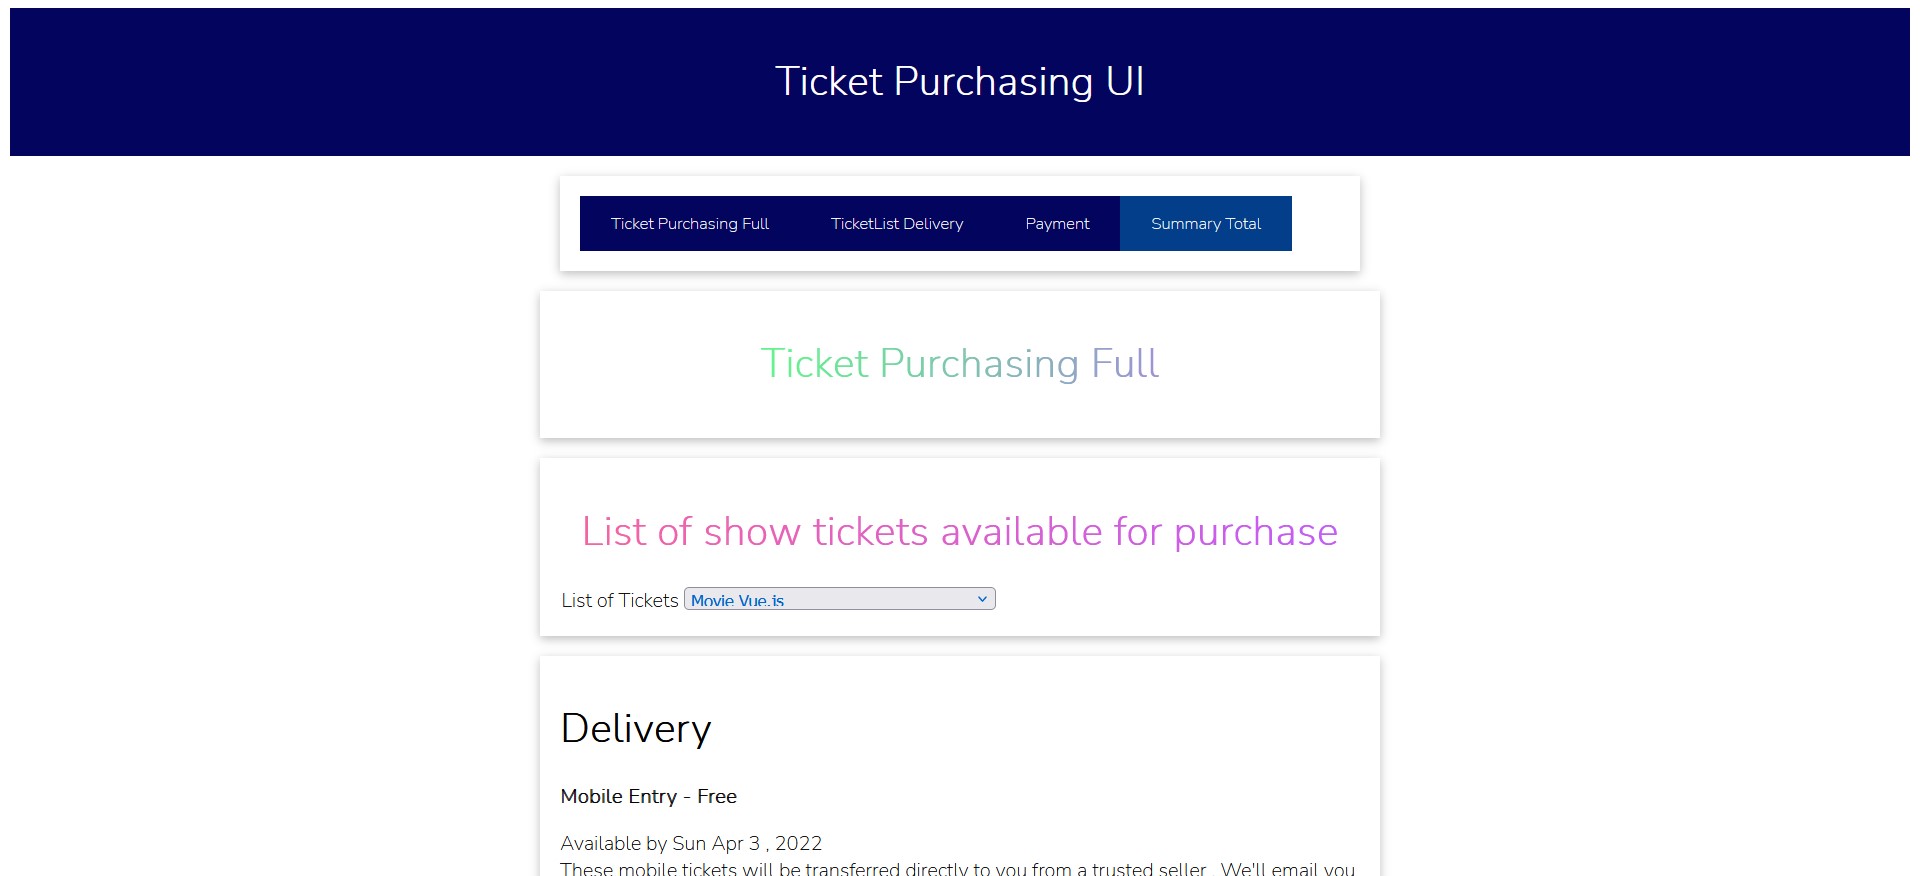 Ticket Purchasing UI
Ticket Purchasing Full TicketList Delivery Payment Summary Total
Ticket Purchasing Full
List of show tickets available for purchase
List of Tickets Movie Vue.js
Delivery
Mobile Entry - Free
Available by Sun Apr 3 , 2022
These mobile tickets will be transferred directly to you from a trusted seller . We'll email you